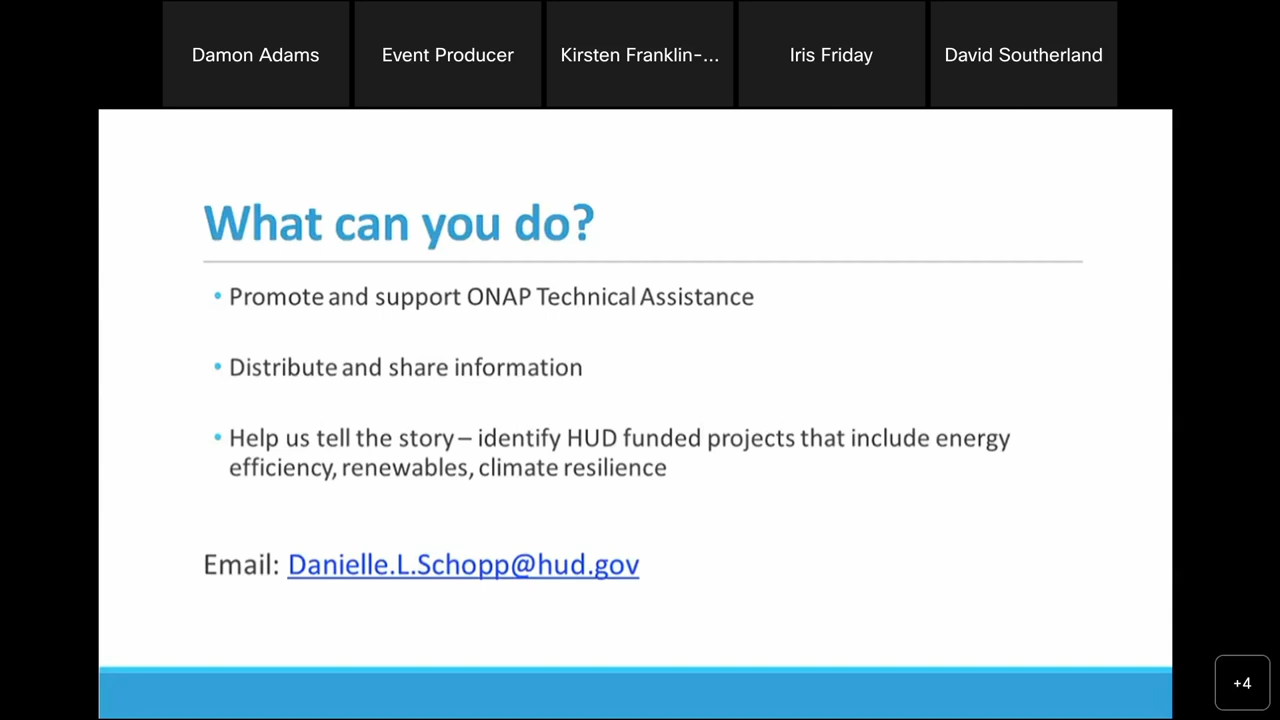 Damon Adams
Event Producer
Kirsten Franklin-...
Iris Friday
David Southerland
What can you do?
• Promote and support ONAP Technical Assistance
• Distribute and share information
• Help us tell the story – identify HUD funded projects that include energy
efficiency, renewables, climate resilience
Email: Danielle.L.Schopp@hud.gov
+4